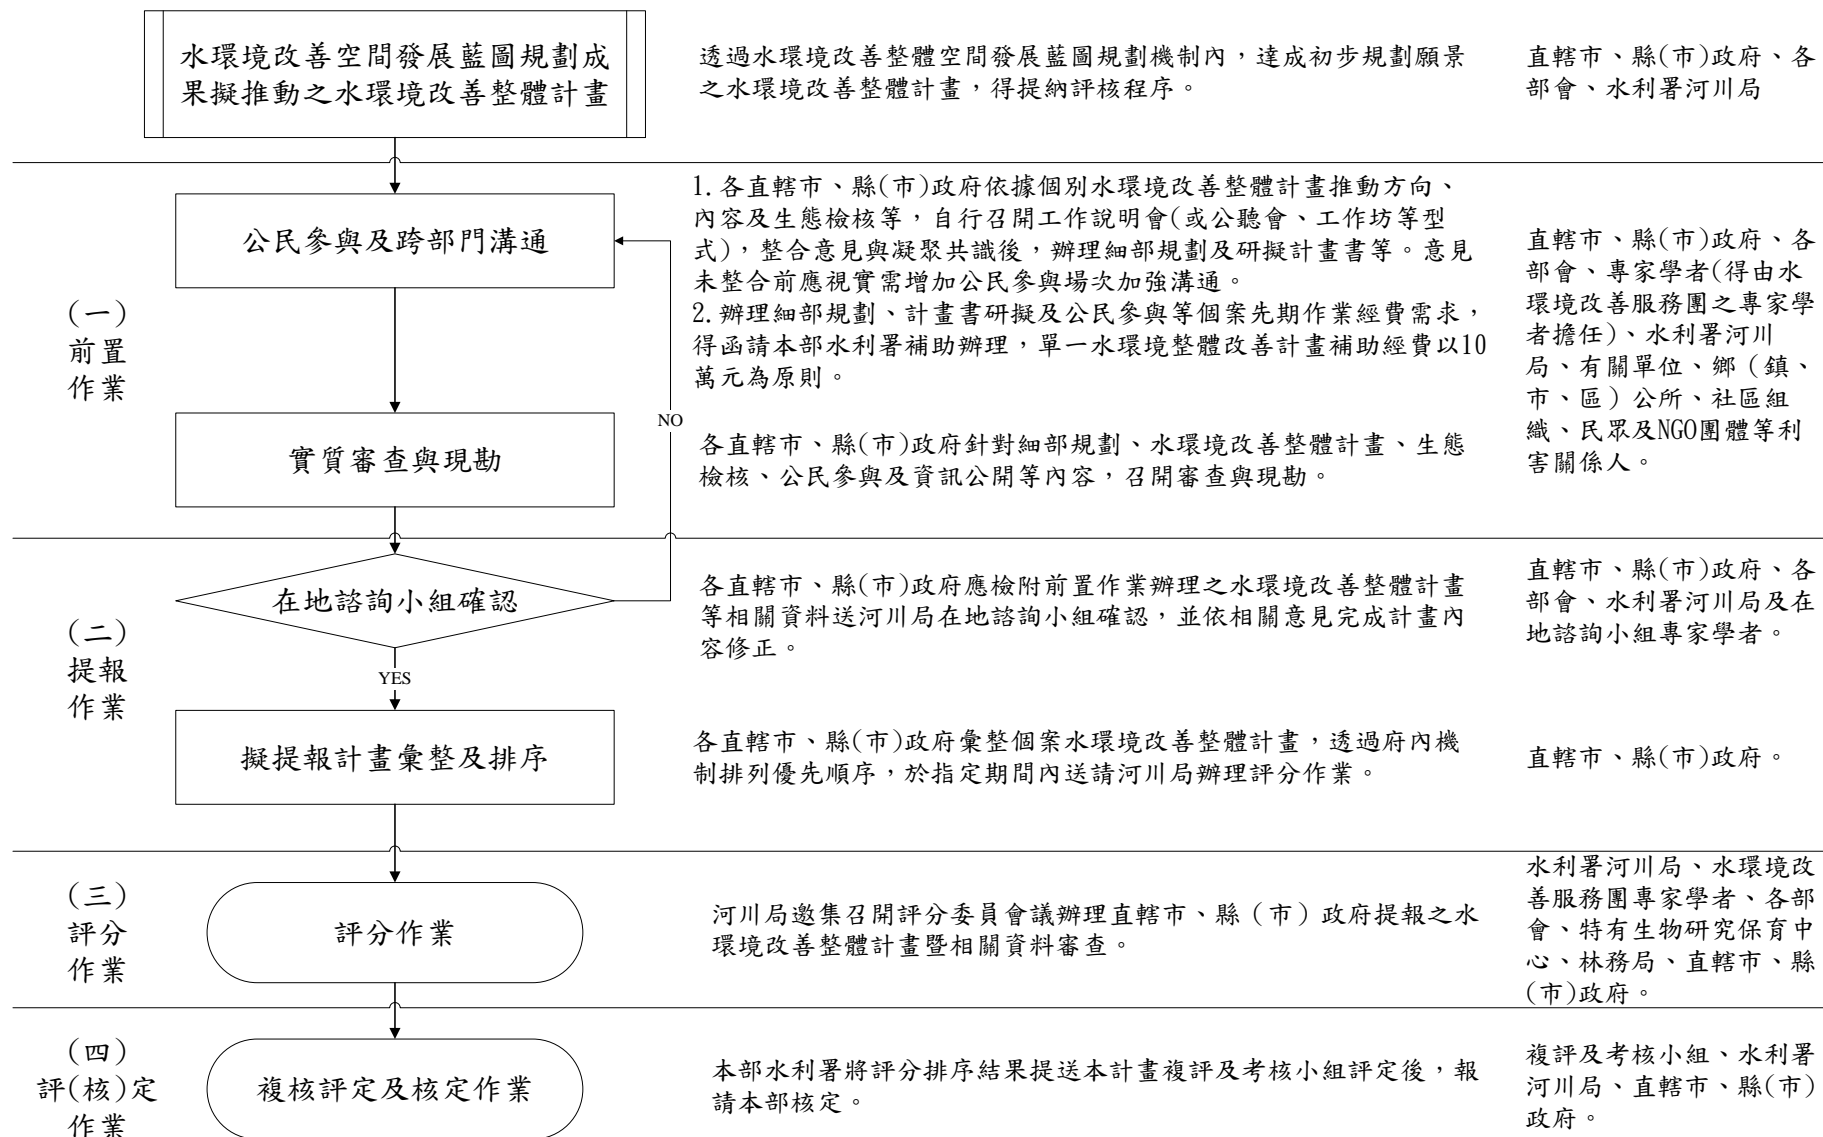 水環境改善空間發展藍圖規劃成
果擬推動之水環境改善整體計畫
透過水環境改善整體空間發展藍圖規劃機制內，達成初步規劃願景
之水環境改善整體計畫，得提納評核程序。
直轄市、縣(市)政府、各
部會、水利署河川局
(一)
前置
作業
公民參與及跨部門溝通
1.各直轄市、縣(市)政府依據個別水環境改善整體計畫推動方向、
內容及生態檢核等，自行召開工作說明會(或公聽會、工作坊等型
式)，整合意見與凝聚共識後，辦理細部規劃及研擬計畫書等。意見
未整合前應視實需增加公民參與場次加強溝通。
2.辦理細部規劃、計畫書研擬及公民參與等個案先期作業經費需求，
得函請本部水利署補助辦理，單一水環境整體改善計畫補助經費以10
萬元為原則。
直轄市、縣(市)政府、各
部會、專家學者(得由水
環境改善服務團之專家學
者擔任)、水利署河川
局、有關單位、鄉（鎮、
市、區）公所、社區組
織、民眾及NGO團體等利
害關係人。
NO
實質審查與現勘
各直轄市、縣(市)政府針對細部規劃、水環境改善整體計畫、生態
檢核、公民參與及資訊公開等內容，召開審查與現勘。
(二)
提報
作業
在地諮詢小組確認
各直轄市、縣(市)政府應檢附前置作業辦理之水環境改善整體計畫
等相關資料送河川局在地諮詢小組確認，並依相關意見完成計畫內
容修正。
直轄市、縣(市)政府、各
部會、水利署河川局及在
地諮詢小組專家學者。
YES
擬提報計畫彙整及排序
各直轄市、縣(市)政府彙整個案水環境改善整體計畫，透過府內機
制排列優先順序，於指定期間內送請河川局辦理評分作業。
直轄市、縣(市)政府。
(三)
評分
作業
評分作業
河川局邀集召開評分委員會議辦理直轄市、縣（市）政府提報之水
環境改善整體計畫暨相關資料審查。
水利署河川局、水環境改
善服務團專家學者、各部
會、特有生物研究保育中
心、林務局、直轄市、縣
(市)政府。
(四)
評(核)定
作業
複核評定及核定作業
本部水利署將評分排序結果提送本計畫複評及考核小組評定後，報
請本部核定。
複評及考核小組、水利署
河川局、直轄市、縣(市)
政府。